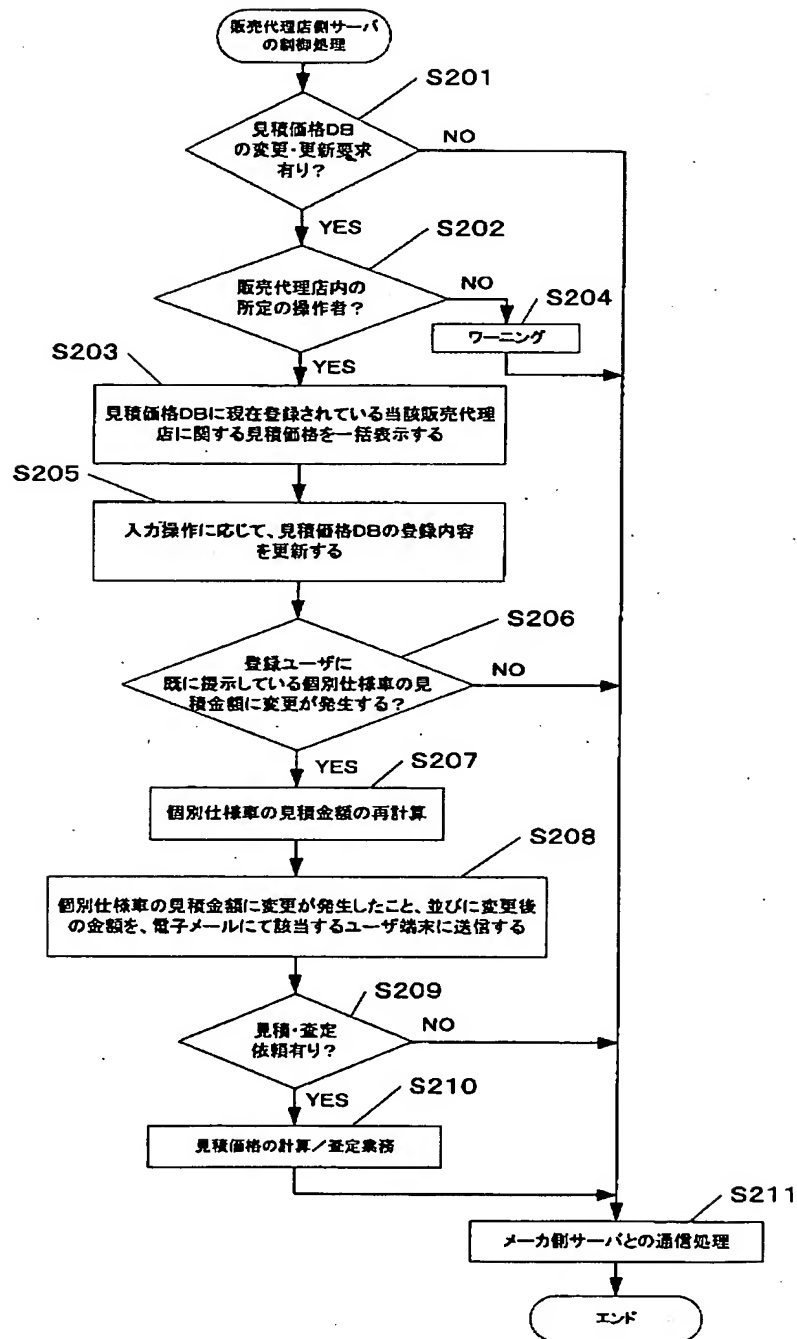 販売代理店側サーバ
の制御処理
S201
見積価格DB
の変更・更新要求
有り？
NO
YES
S202
販売代理店内の
所定の操作者？
NO
S204
ワーニング
YES
S203
見積価格DBに現在登録されている当該販売代理
店に関する見積価格を一括表示する
S205
入力操作に応じて、見積価格DBの登録内容
を更新する
S206
登録ユーザに
既に提示している個別仕様車の見
積金額に変更が発生する？
NO
YES
S207
個別仕様車の見積金額の再計算
S208
個別仕様車の見積金額に変更が発生したこと、並びに変更後
の金額を、電子メールにて該当するユーザ端末に送信する
S209
見積・査定
依頼有り？
NO
YES
S210
見積価格の計算／査定業務
S211
メーカ側サーバとの通信処理
エンド